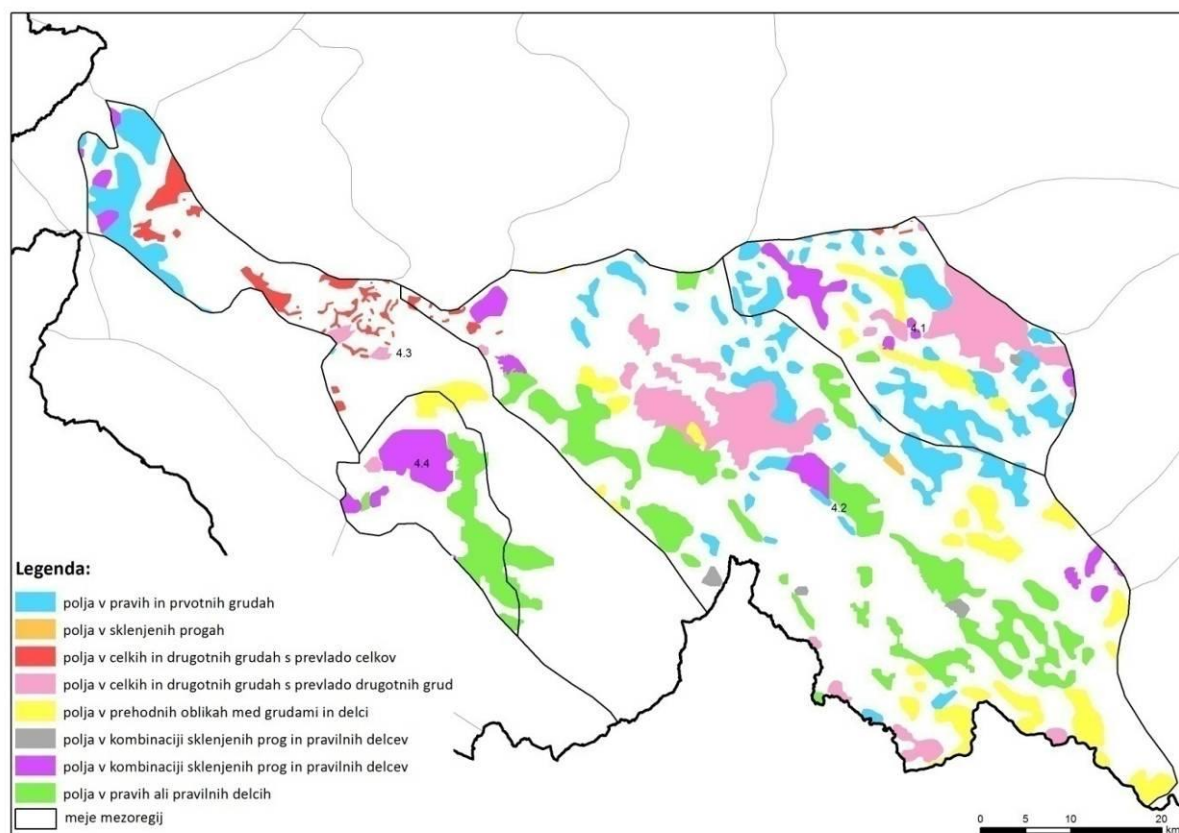 4.1
4.3
4.4
4.2
Legenda:
polja v pravih in prvotnih grudah
polja v sklenjenih progah
polja v celkih in drugotnih grudah s prevlado celkov
polja v celkih in drugotnih grudah s prevlado drugotnih grud
polja v prehodnih oblikah med grudami in delci
polja v kombinaciji sklenjenih prog in pravilnih delcev
polja v kombinaciji sklenjenih prog in pravilnih delcev
polja v pravih ali pravilnih delcih
meje mezoregij
0 5 10 20
km